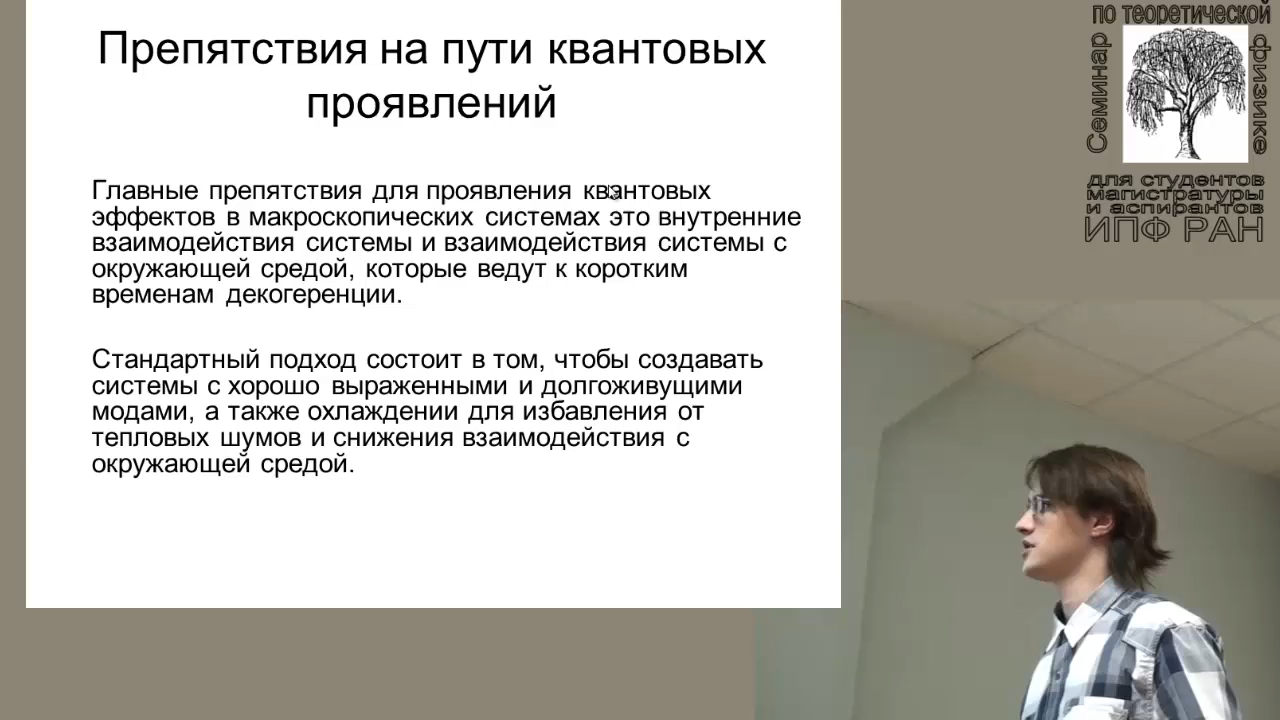 Препятствия на пути квантовых
проявлений
Главные препятствия для проявления квантовых
эффектов в макроскопических системах это внутренние
взаимодействия системы и взаимодействия системы с
окружающей средой, которые ведут к коротким
временам декогеренции.
Стандартный подход состоит в том, чтобы создавать
системы с хорошо выраженными и долгоживущими
модами, а также охлаждении для избавления от
тепловых шумов и снижения взаимодействия с
окружающей средой.
Семинар
по теоретической
физике
для студентов
магистратуры
и аспирантов
ИПФ РАН